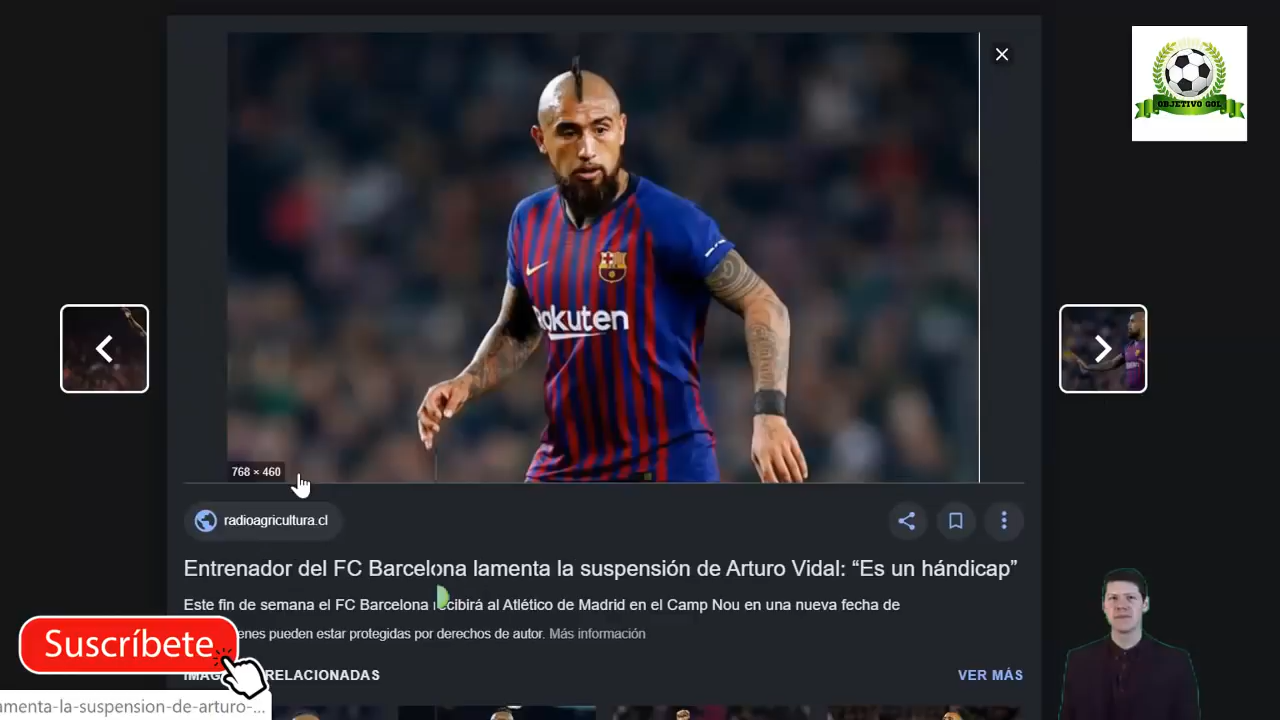 OBJETIVO GOL
Rakuten
768 × 460
radioagricultura.cl
Entrenador del FC Barcelona lamenta la suspensión de Arturo Vidal: “Es un hándicap”
Este fin de semana el FC Barcelona recibirá al Atlético de Madrid en el Camp Nou en una nueva fecha de
pueden estar protegidas por derechos de autor. Más información
Suscríbete
RELACIONADAS
VER MÁS
amenta-la-suspension-de-arturo-...